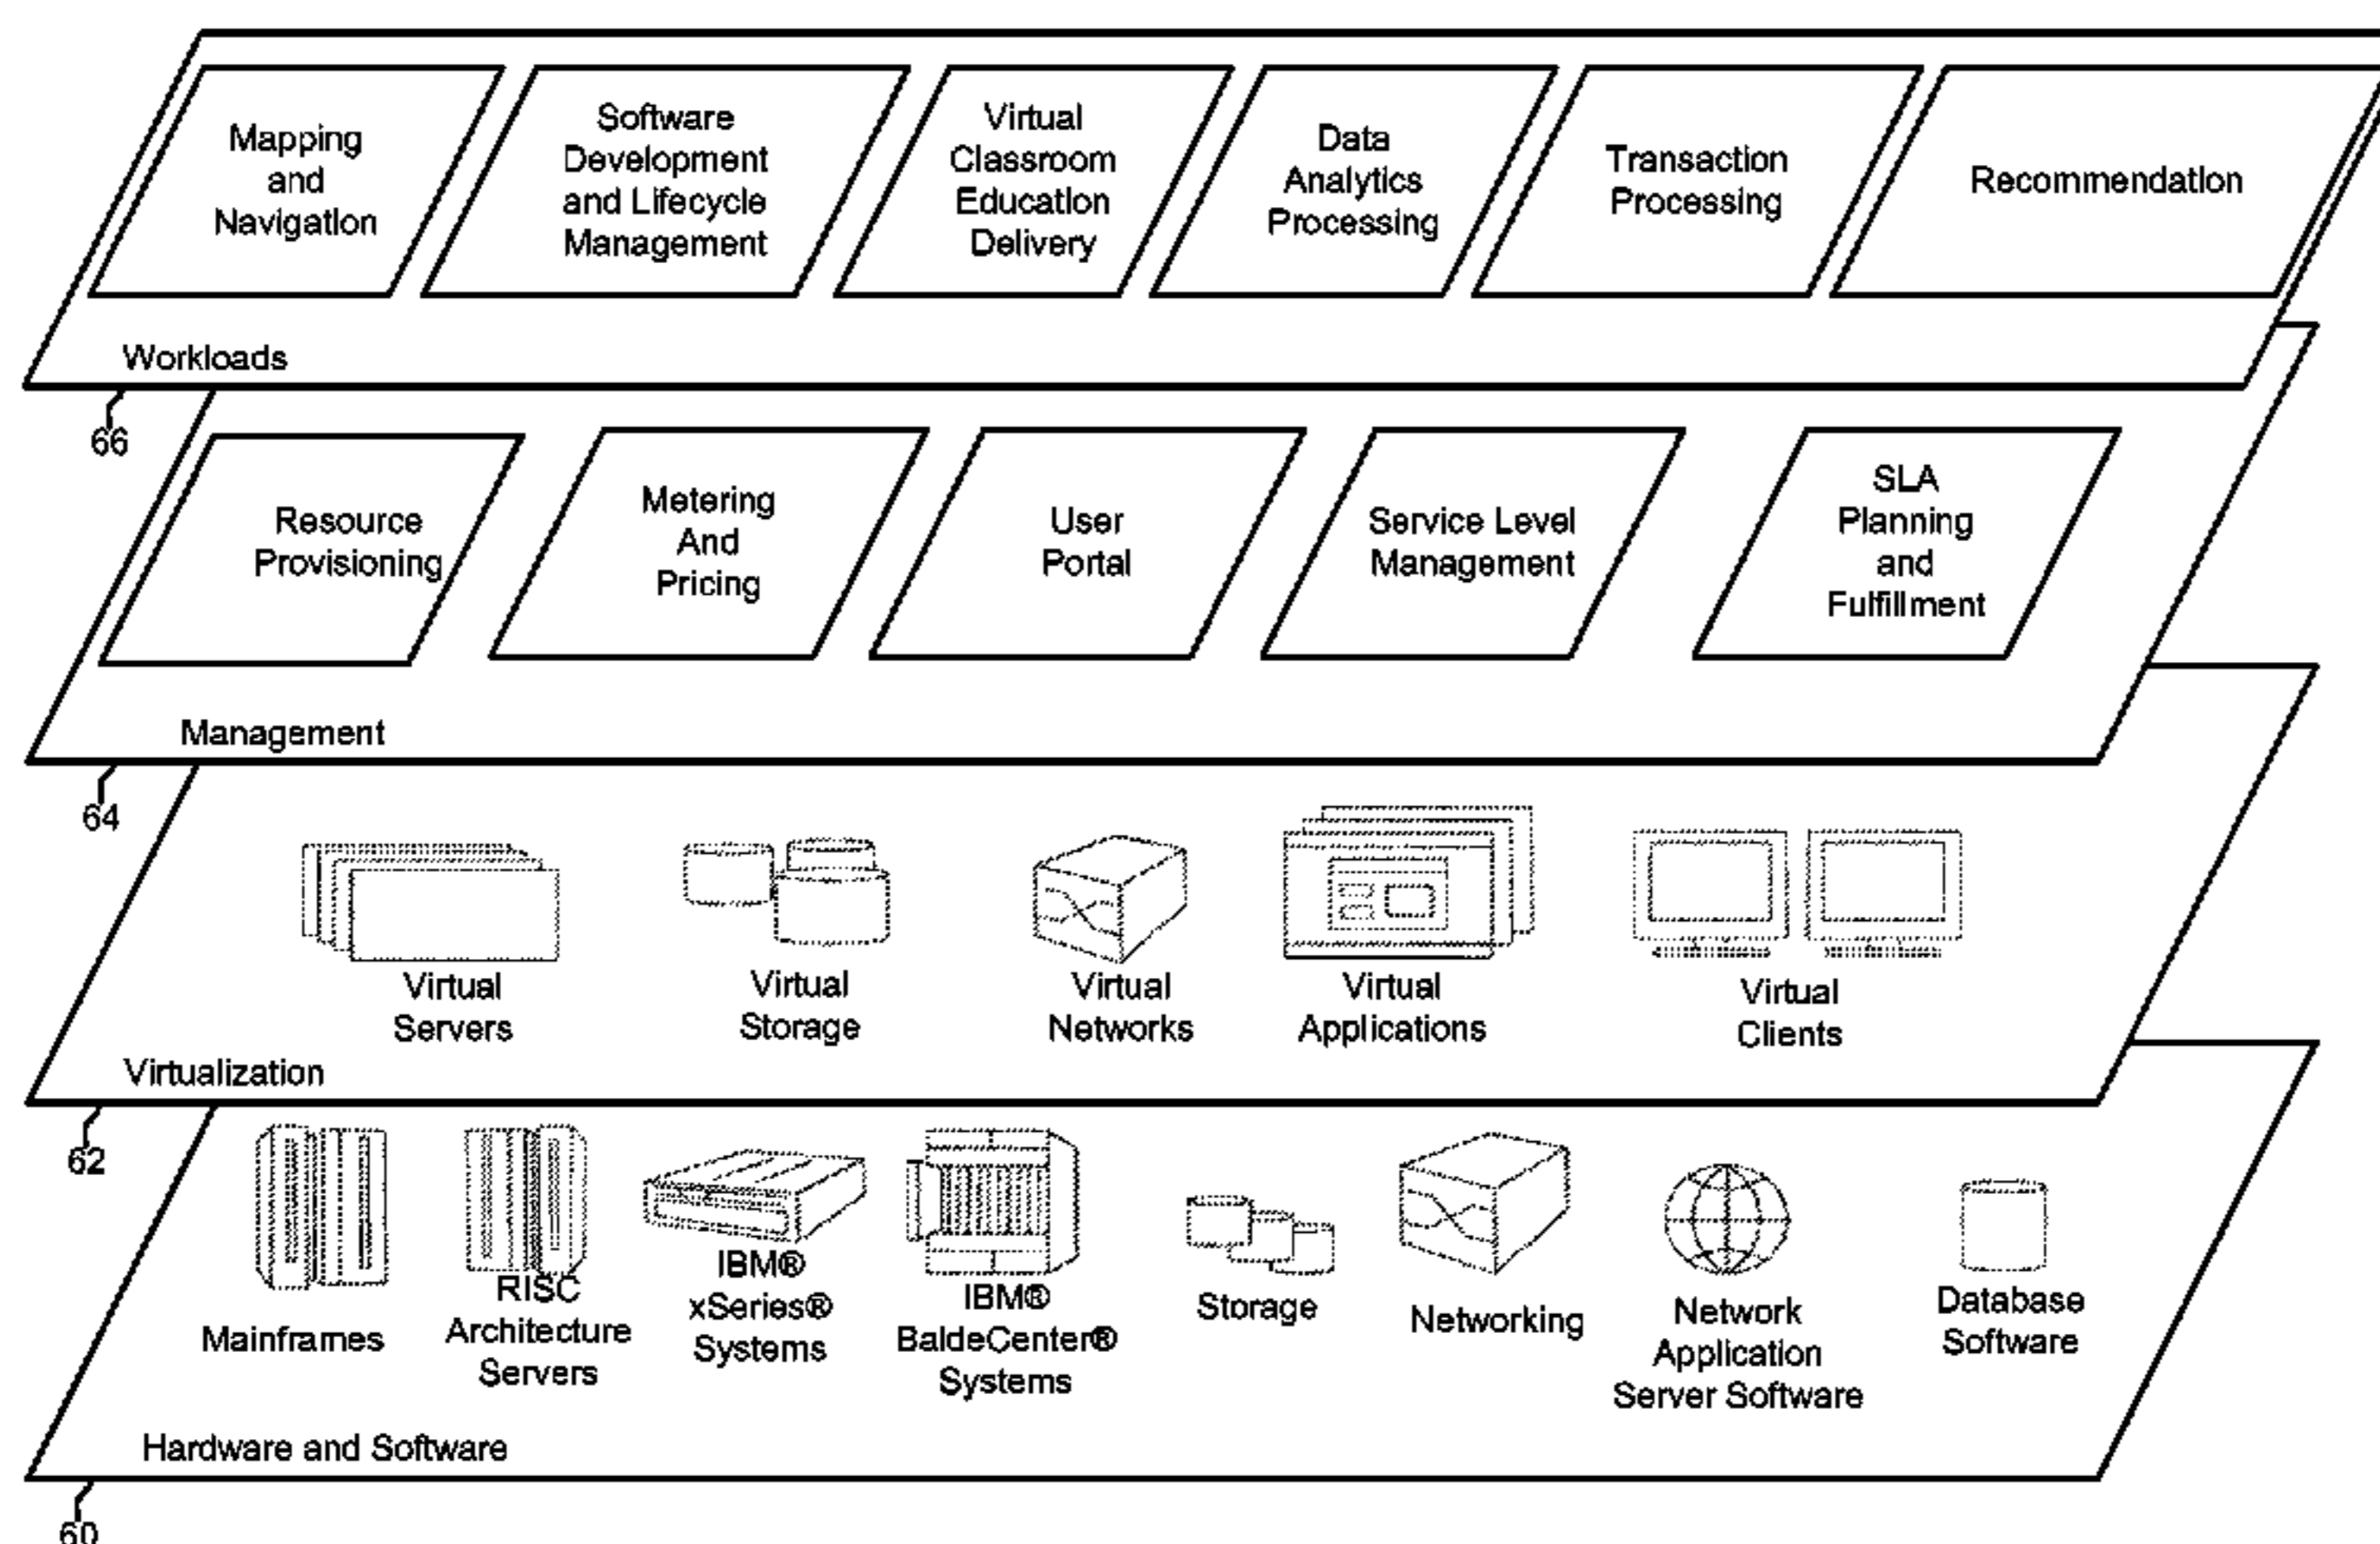 Mapping
and
Navigation
Software
Development
and Lifecycle
Management
Virtual
Classroom
Education
Delivery
Data
Analytics
Processing
Transaction
Processing
Recommendation
Workloads
66
Resource
Provisioning
Metering
And
Pricing
User
Portal
Service Level
Management
SLA
Planning
and
Fulfillment
Management
64
Virtual
Servers
Virtual
Storage
Virtual
Networks
Virtual
Applications
Virtual
Clients
Virtualization
62
Mainframes
RISC
Architecture
Servers
IBM®
xSeries®
Systems
IBM®
BaldeCenter®
Systems
Storage
Networking
Network
Application
Server Software
Database
Software
Hardware and Software
60